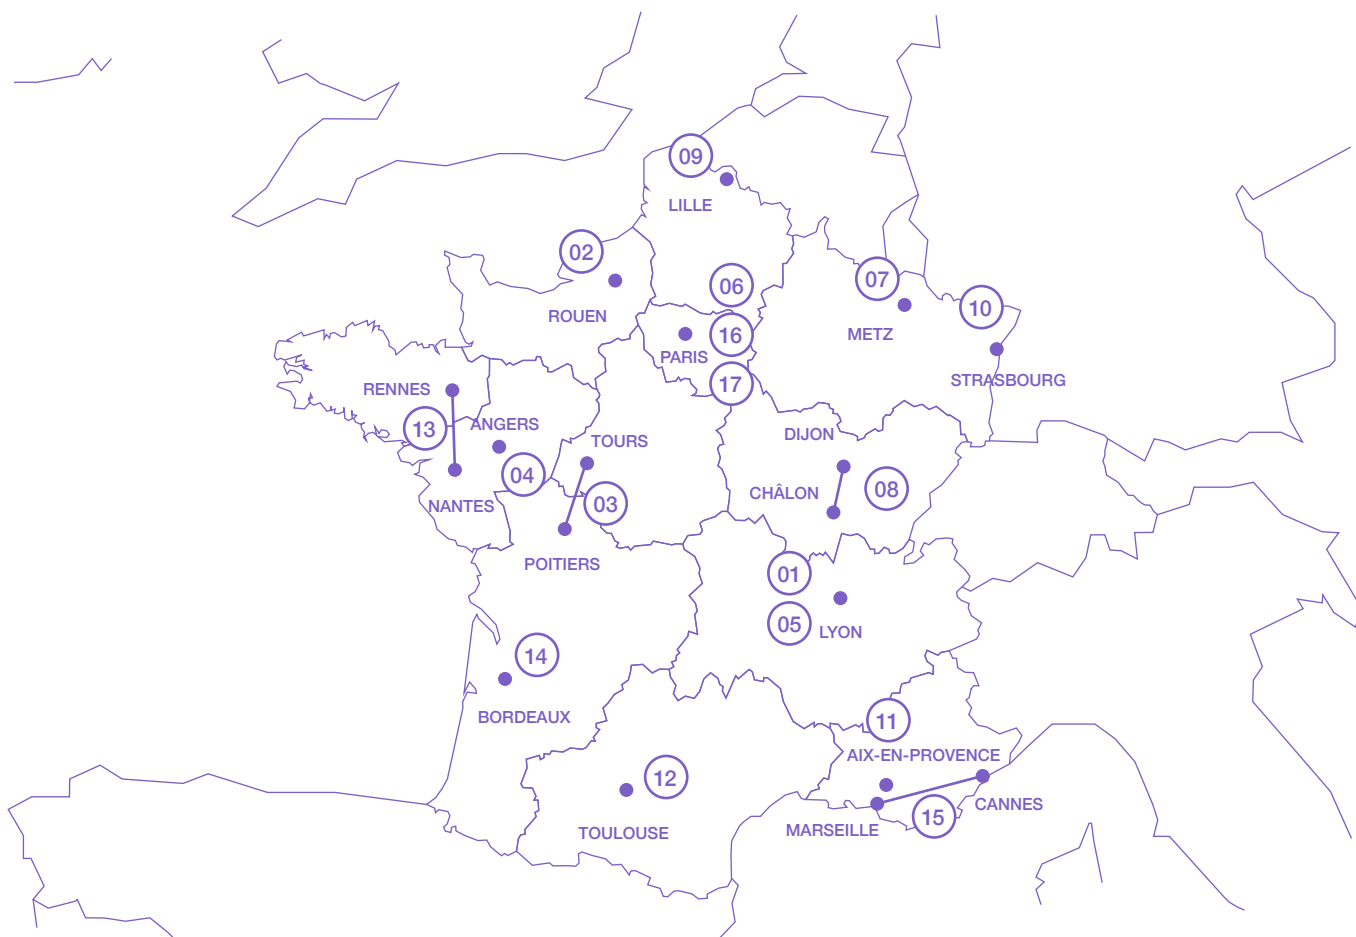 09
LILLE
02
ROUEN
06
07
METZ
10
STRASBOURG
16
PARIS
17
RENNES
13
ANGERS
04
NANTES
TOURS
03
POITIERS
DIJON
CHÂLON
08
01
05
LYON
14
BORDEAUX
11
AIX-EN-PROVENCE
12
TOULOUSE
CANNES
15
MARSEILLE